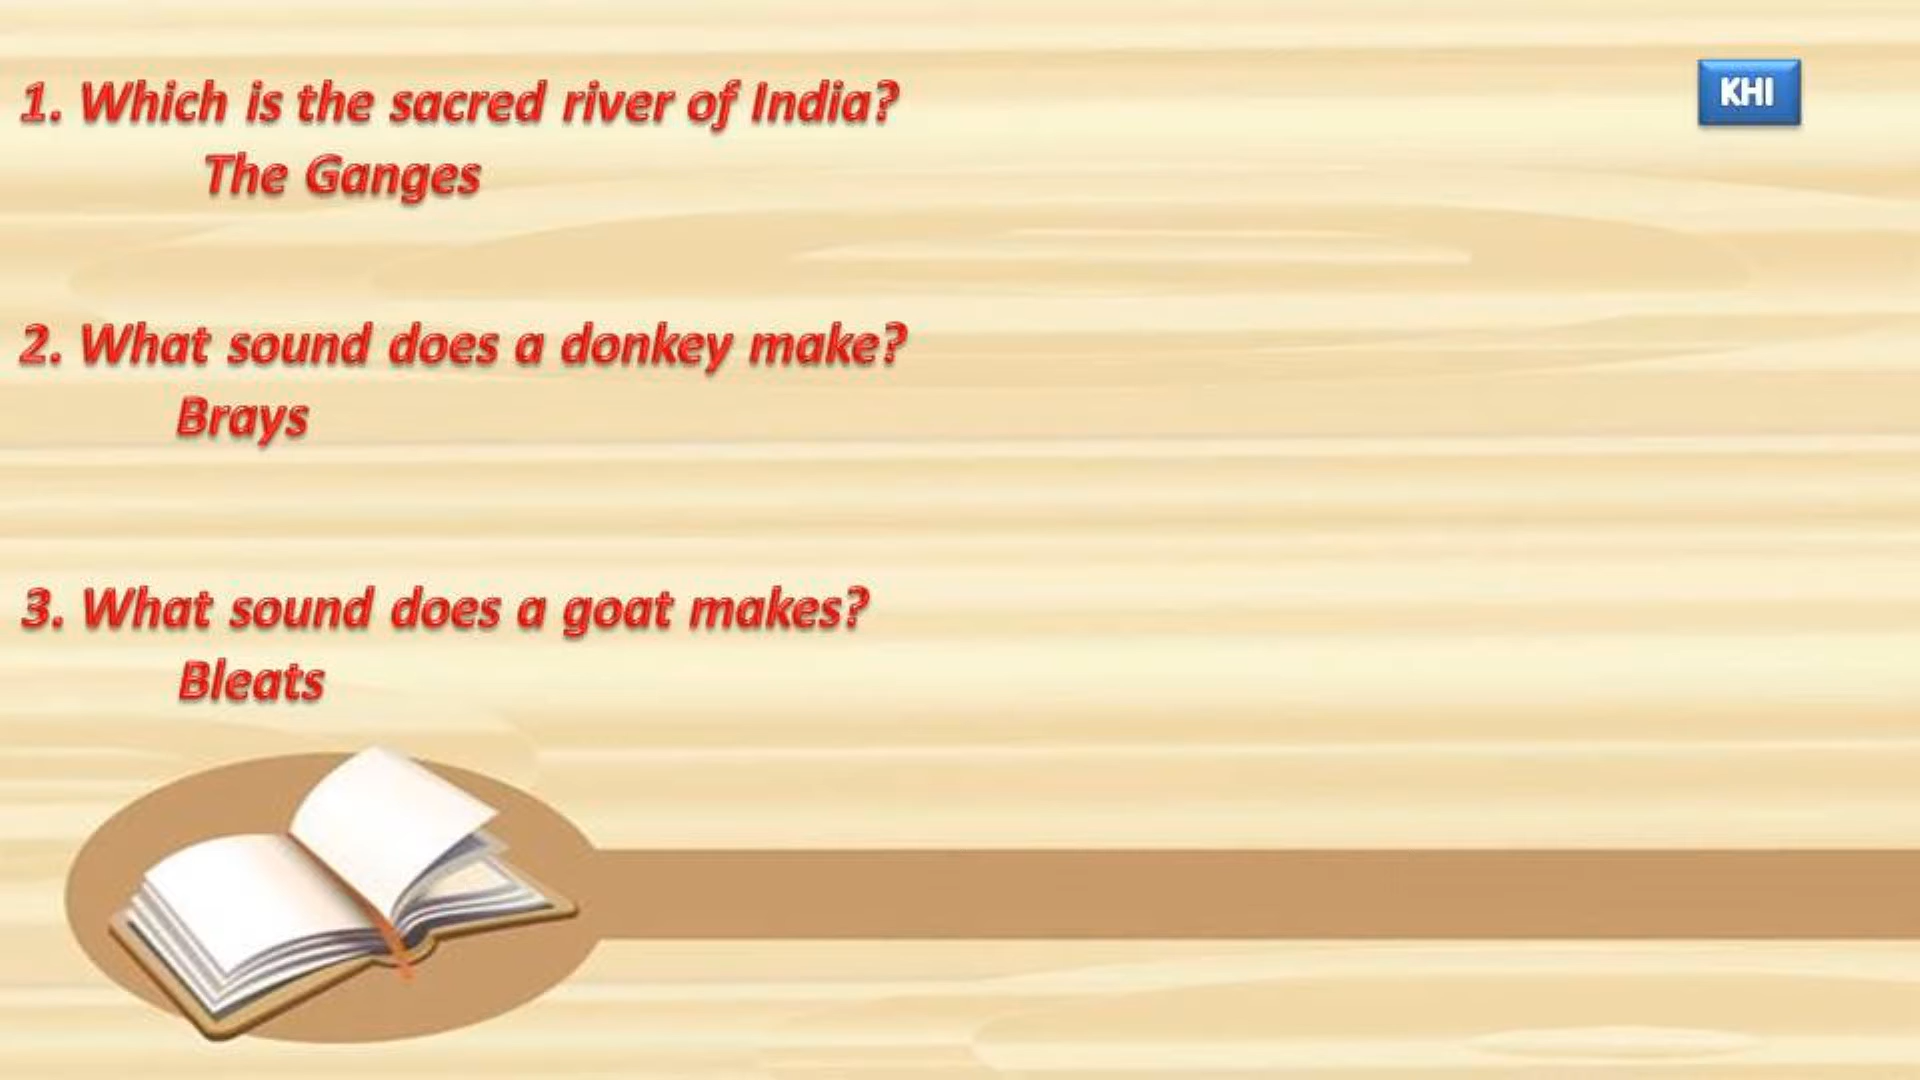 1. Which is the sacred river of India?
KHI
The Ganges
2. What sound does a donkey make?
Brays
3. What sound does a goat makes?
Bleats